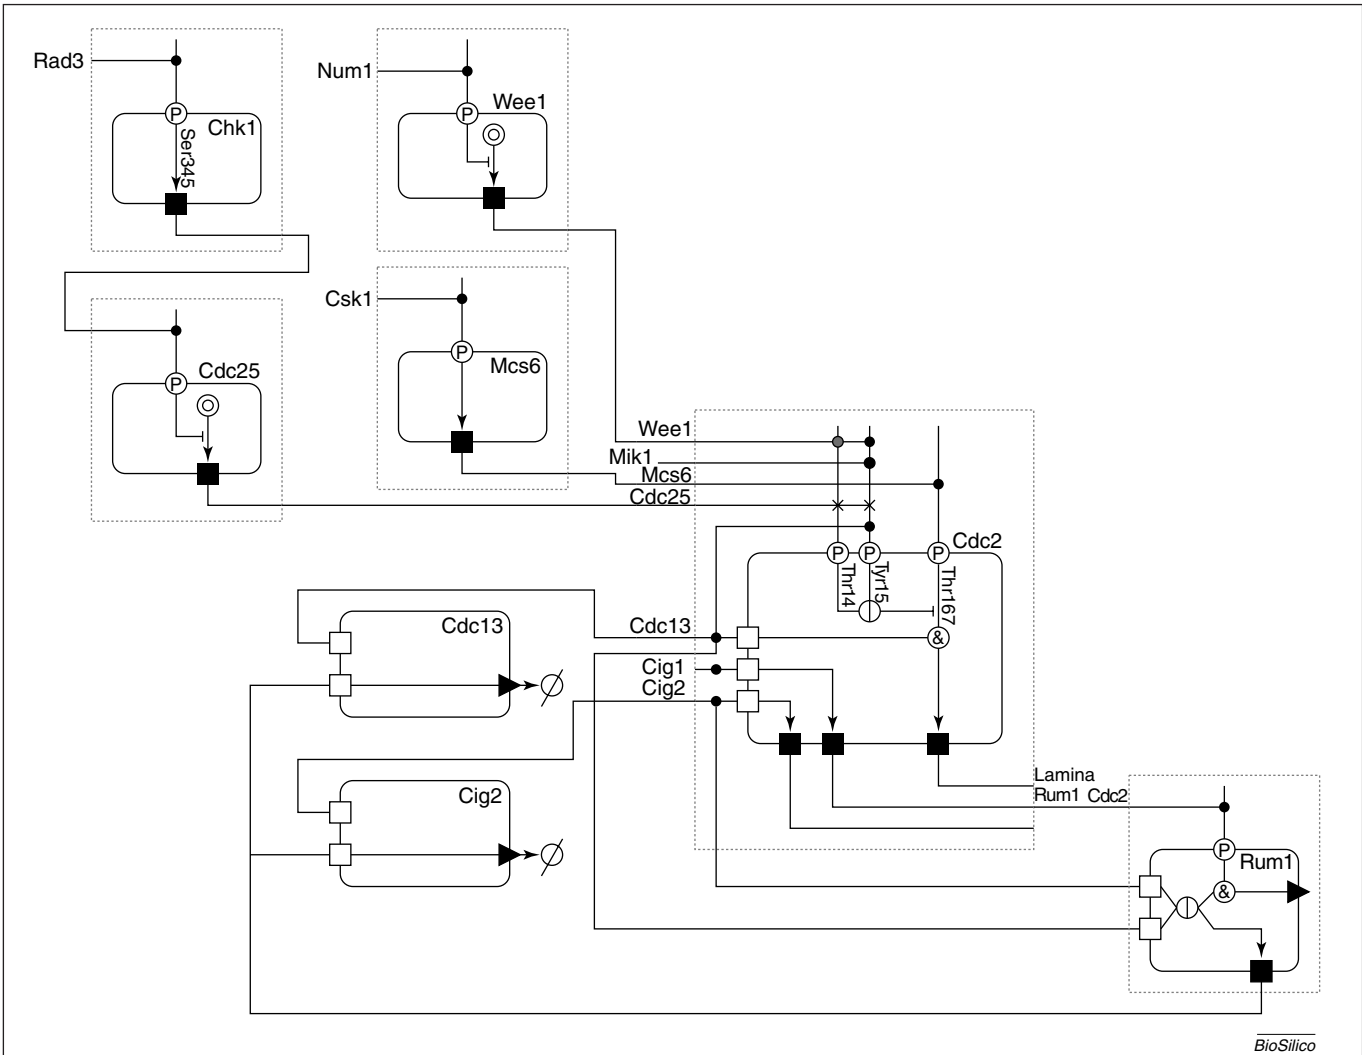 Rad3
P
Chk1
Ser345
Num1
P
Wee1
Csk1
P
Mcs6
P
Cdc25
Wee1
Mik1
Mcs6
Cdc25
P
P
P
Cdc2
Thr14
Tyr15
Thr167
&
Cdc13
Cdc13
Cig1
Cig2
Cig2
Lamina
Rum1 Cdc2
P
Rum1
&
BioSilico